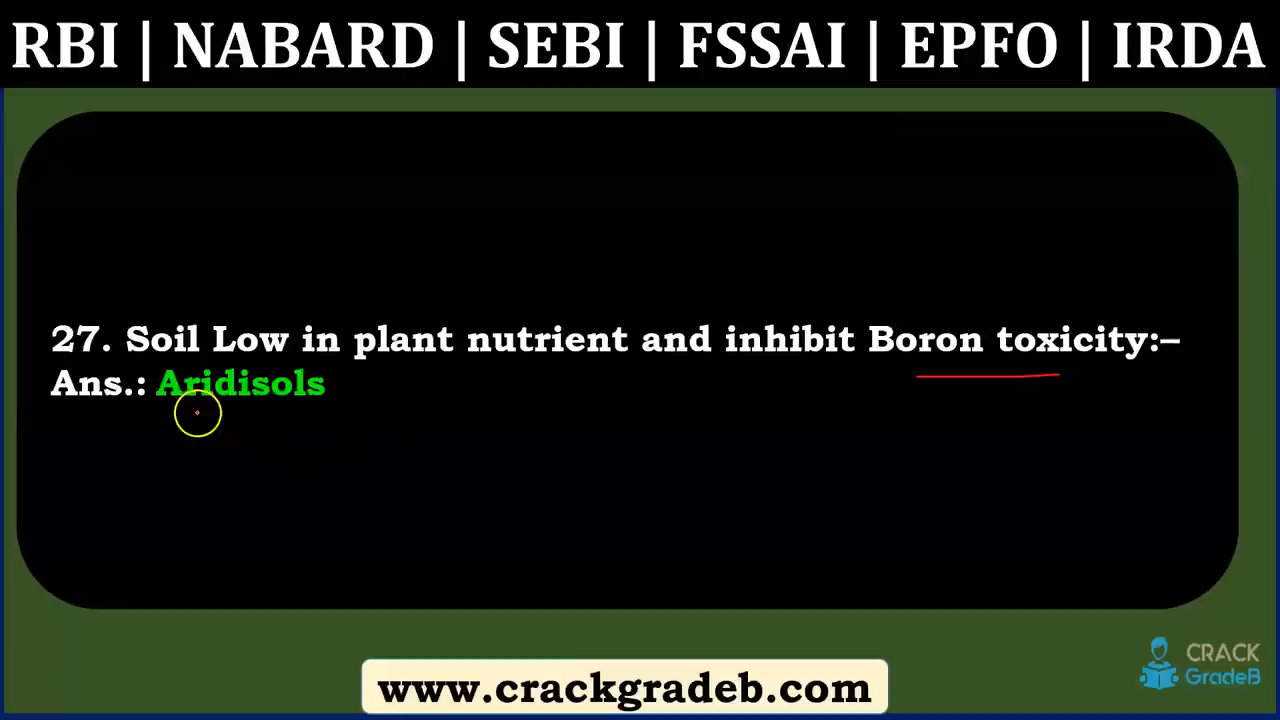 RBI | NABARD | SEBI | FSSAI | EPFO | IRDA
27. Soil Low in plant nutrient and inhibit Boron toxicity:–
Ans.: Aridisols
CRACK
GradeB
www.crackgradeb.com